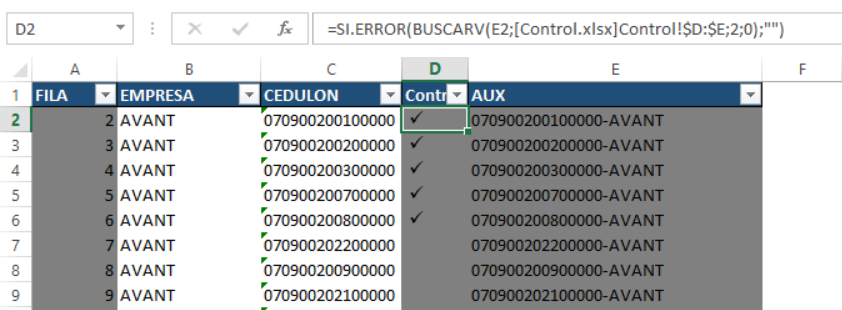 D2 fx =SI.ERROR(BUSCARV(E2;[Control.xlsx]Control!$D:$E;2;0);"")
A B C D E F
1 FILA EMPRESA CEDULON Contr AUX
2 2 AVANT 070900200100000 ✓ 070900200100000-AVANT
3 3 AVANT 070900200200000 ✓ 070900200200000-AVANT
4 4 AVANT 070900200300000 ✓ 070900200300000-AVANT
5 5 AVANT 070900200700000 ✓ 070900200700000-AVANT
6 6 AVANT 070900200800000 ✓ 070900200800000-AVANT
7 7 AVANT 070900202200000 070900202200000-AVANT
8 8 AVANT 070900200900000 070900200900000-AVANT
9 9 AVANT 070900202100000 070900202100000-AVANT